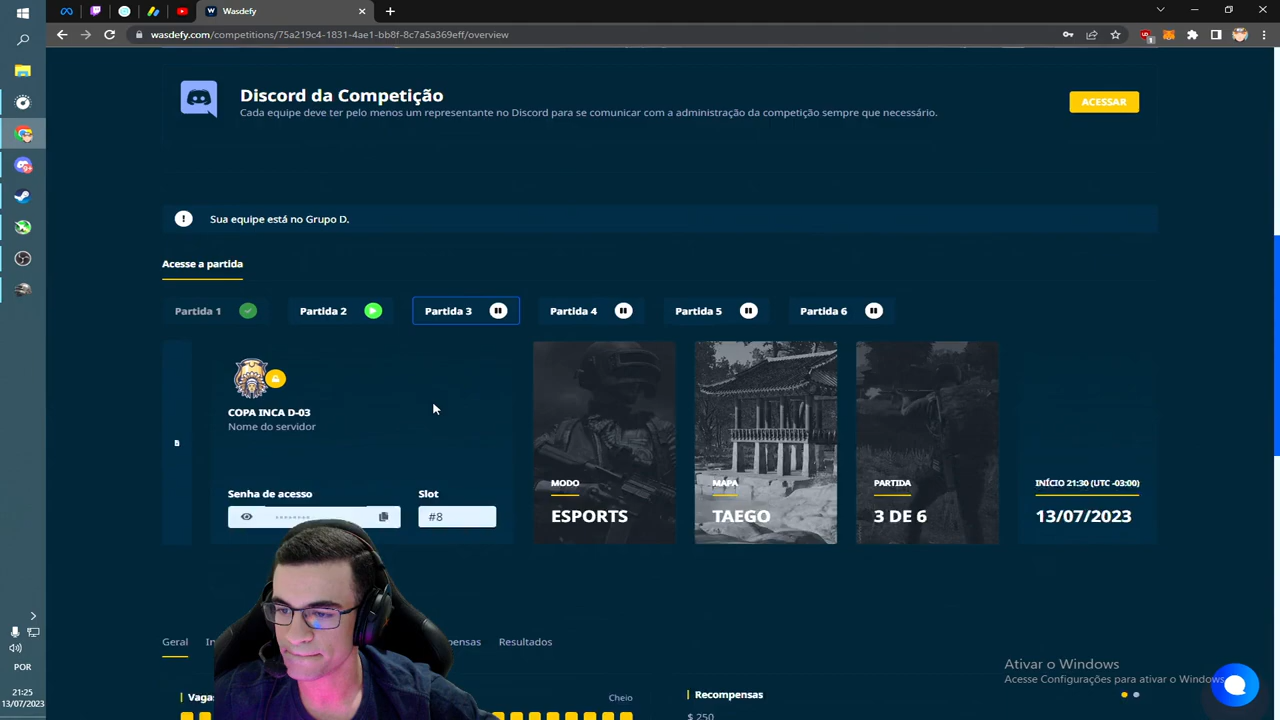 Wasdefy
wasdefy.com/competitions/75a219c4-1831-4ae1-bb8f-8c7a5a369eff/overview
Discord da Competição
Cada equipe deve ter pelo menos um representante no Discord para se comunicar com a administração da competição sempre que necessário.
ACESSAR
Sua equipe está no Grupo D.
Acesse a partida
Partida 1
Partida 2
Partida 3
Partida 4
Partida 5
Partida 6
COPA INCA D-03
Nome do servidor
Senha de acesso
Slot
#8
MODO
ESPORTS
MAPA
TAEGO
PARTIDA
3 DE 6
INÍCIO 21:30 (UTC -03:00)
13/07/2023
Geral
Resultados
Vagas
Cheio
Recompensas
$ 250
Ativar o Windows
Acesse Configurações para ativar o Windows.
POR
21:25
13/07/2023